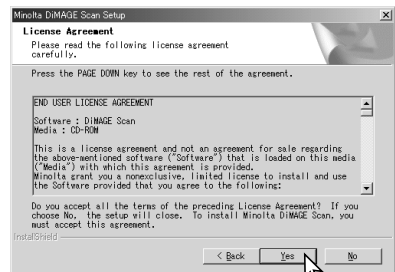 Minolta DiMAGE Scan Setup
License Agreement
Please read the following license agreement
carefully.
Press the PAGE DOWN key to see the rest of the agreement.
END USER LICENSE AGREEMENT
Software : DiMAGE Scan
Media : CD-ROM
This is a license agreement and not an agreement for sale regarding
the above-mentioned software ("Software") that is loaded on this media
("Media") with which this agreement is provided.
Minolta grant you a nonexclusive, limited license to install and use
the Software provided that you agree to the following:
Do you accept all the terms of the preceding License Agreement? If you
choose No, the setup will close. To install Minolta DiMAGE Scan, you
must accept this agreement.
InstallShield
< Back
Yes
No